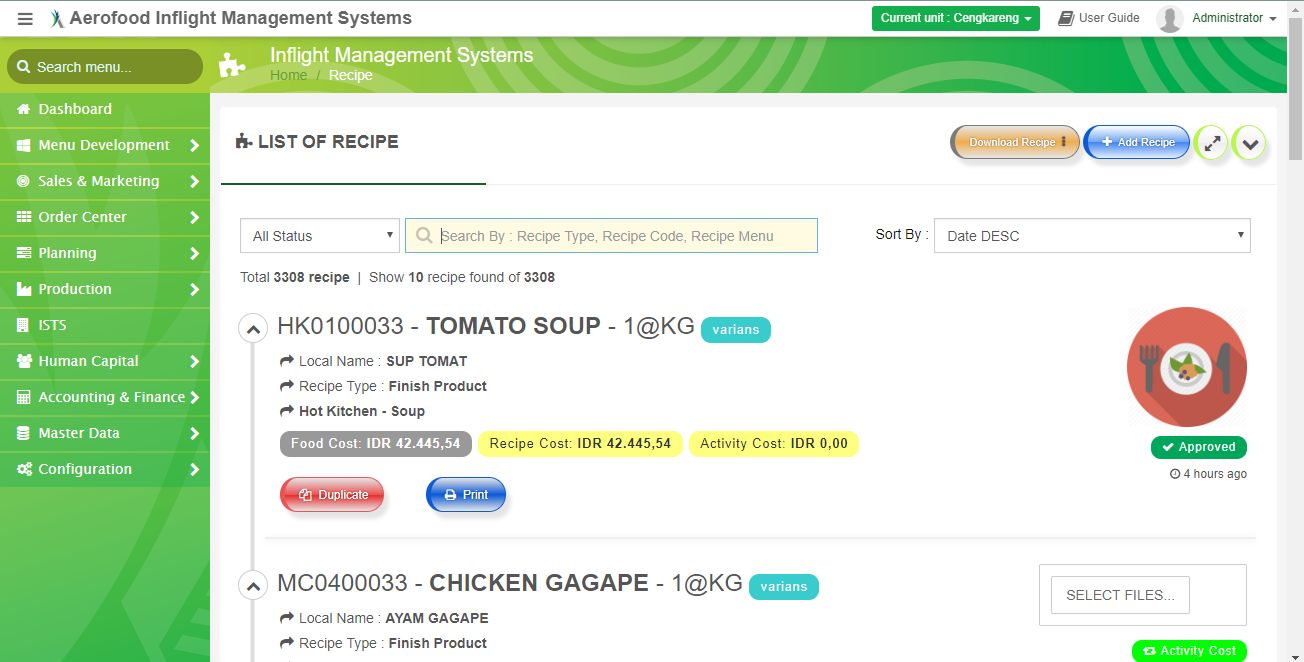 Aerofood Inflight Management Systems
Current unit : Cengkareng
User Guide
Administrator
Search menu...
Inflight Management Systems
Home / Recipe
Dashboard
Menu Development
Sales & Marketing
Order Center
Planning
Production
ISTS
Human Capital
Accounting & Finance
Master Data
Configuration
LIST OF RECIPE
Download Recipe
Add Recipe
All Status
Search By : Recipe Type, Recipe Code, Recipe Menu
Sort By :
Date DESC
Total 3308 recipe | Show 10 recipe found of 3308
HK0100033 - TOMATO SOUP - 1@KG varians
Local Name : SUP TOMAT
Recipe Type : Finish Product
Hot Kitchen - Soup
Food Cost: IDR 42.445,54
Recipe Cost: IDR 42.445,54
Activity Cost: IDR 0,00
Duplicate
Print
Approved
4 hours ago
MC0400033 - CHICKEN GAGAPE - 1@KG varians
Local Name : AYAM GAGAPE
Recipe Type : Finish Product
SELECT FILES...
Activity Cost